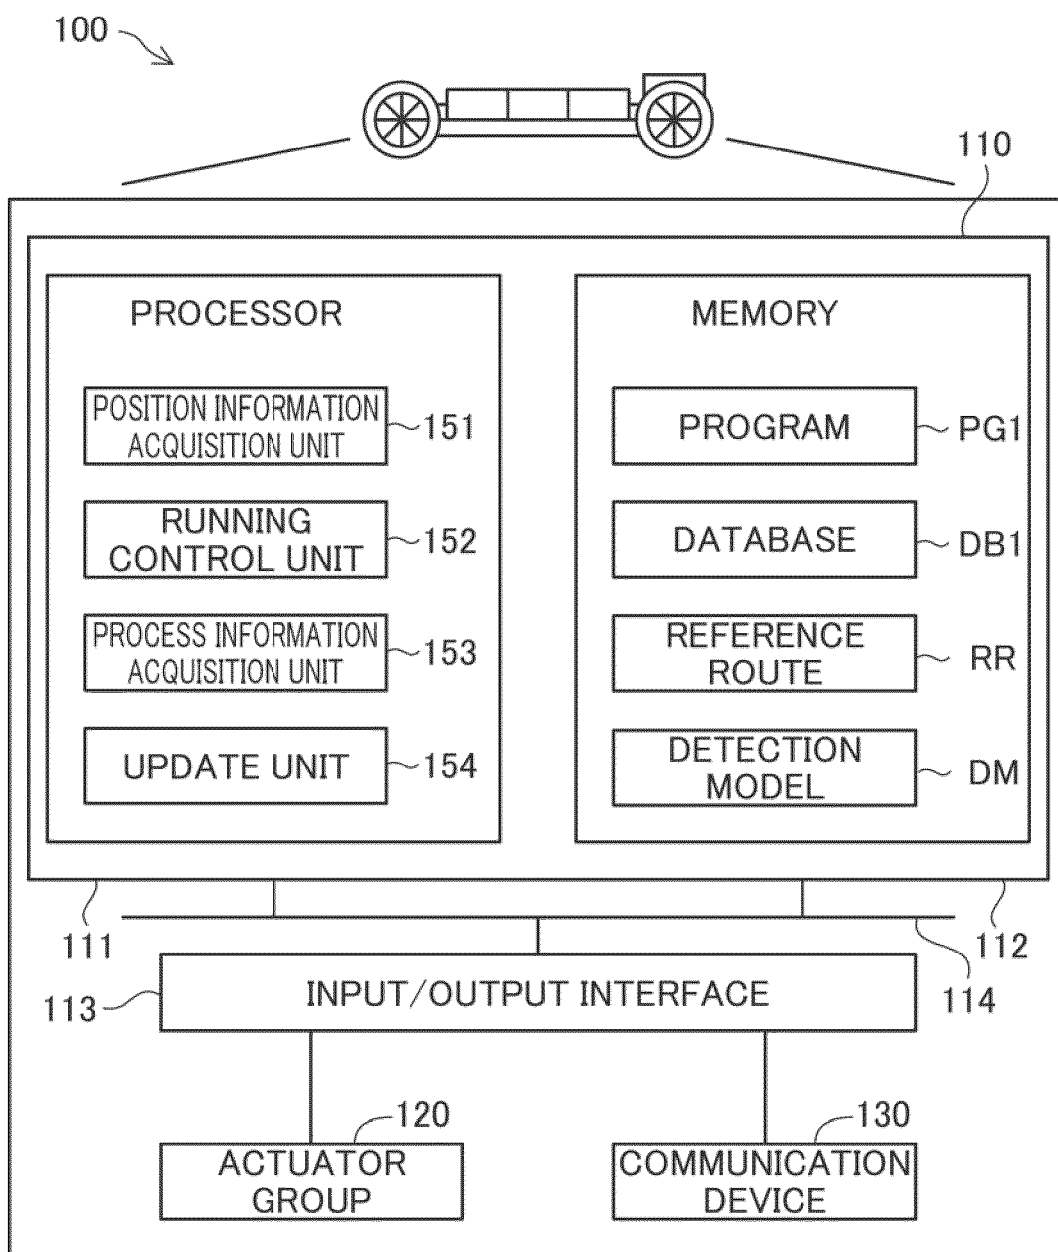 100
110
PROCESSOR
MEMORY
POSITION INFORMATION
ACQUISITION UNIT
151
PROGRAM
PG1
RUNNING
CONTROL UNIT
152
DATABASE
DB1
PROCESS INFORMATION
ACQUISITION UNIT
153
REFERENCE
ROUTE
RR
UPDATE UNIT
154
DETECTION
MODEL
DM
111
112
113
INPUT/OUTPUT INTERFACE
114
120
130
ACTUATOR
GROUP
COMMUNICATION
DEVICE